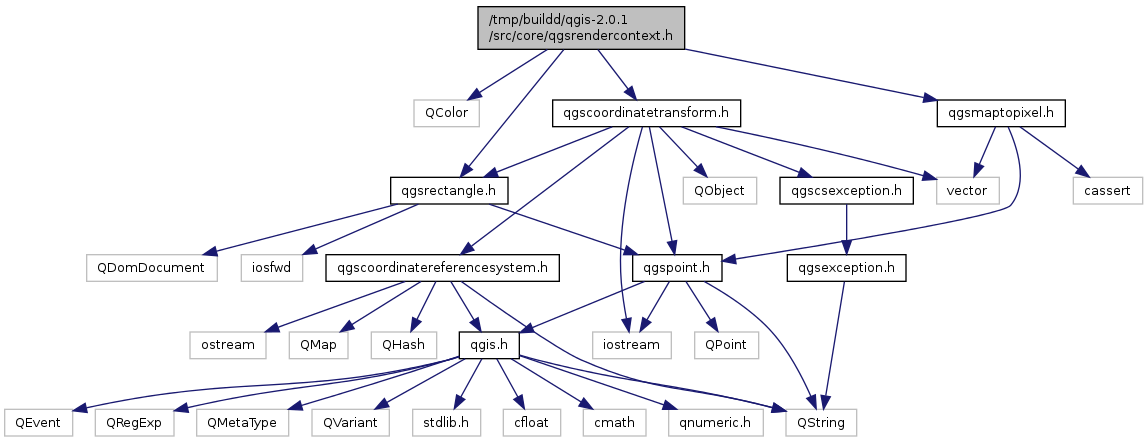 /tmp/buildd/qgis-2.0.1
/src/core/qgsrendercontext.h
QColor
qgscoordinatetransform.h
qgsmaptopixel.h
qgsrectangle.h
QObject
qgscsexception.h
vector
cassert
QDomDocument
iosfwd
qgscoordinatereferencesystem.h
qgspoint.h
qgsexception.h
ostream
QMap
QHash
qgis.h
iostream
QPoint
QEvent
QRegExp
QMetaType
QVariant
stdlib.h
cfloat
cmath
qnumeric.h
QString